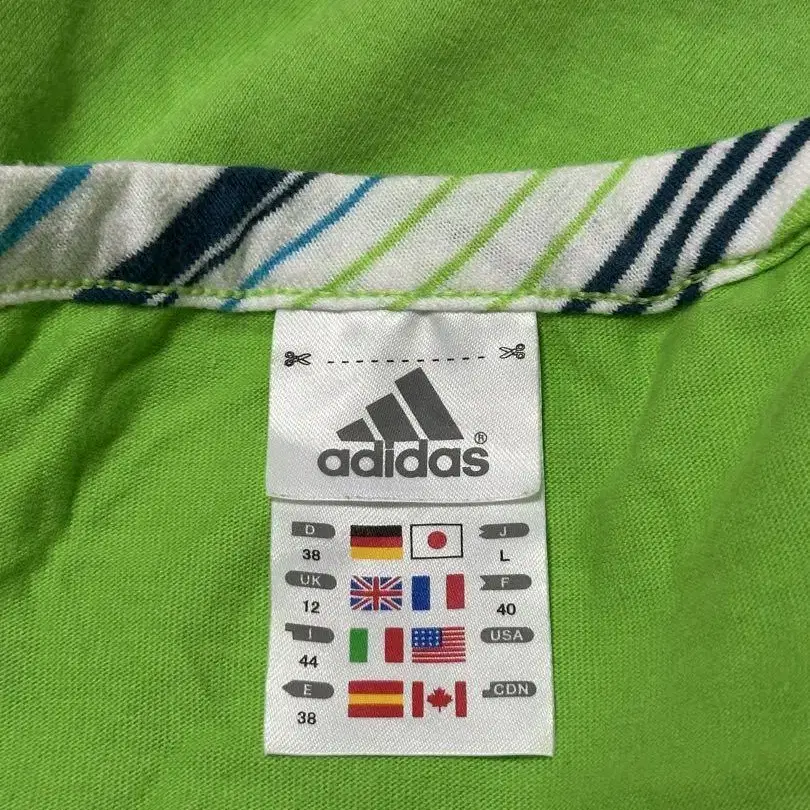 adidas®
D J
38 L
UK F
12 40
I USA
44
E CDN
38